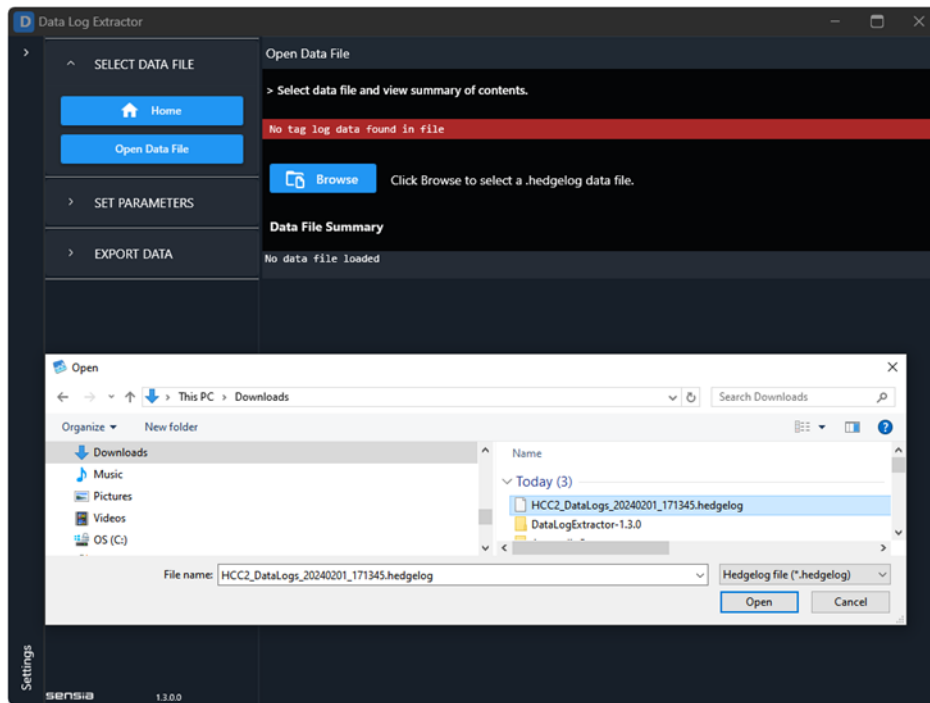 D Data Log Extractor
SELECT DATA FILE
Home
Open Data File
SET PARAMETERS
EXPORT DATA
Open Data File
> Select data file and view summary of contents.
No tag log data found in file
Browse
Click Browse to select a .hedgelog data file.
Data File Summary
No data file loaded
Open
This PC > Downloads
Search Downloads
Organize
New folder
Downloads
Music
Pictures
Videos
OS (C:)
Name
Today (3)
HCC2_DataLogs_20240201_171345.hedgelog
DataLogExtractor-1.3.0
File name: HCC2_DataLogs_20240201_171345.hedgelog
Hedgelog file (*.hedgelog)
Open
Cancel
Settings
sensia
1.3.0.0